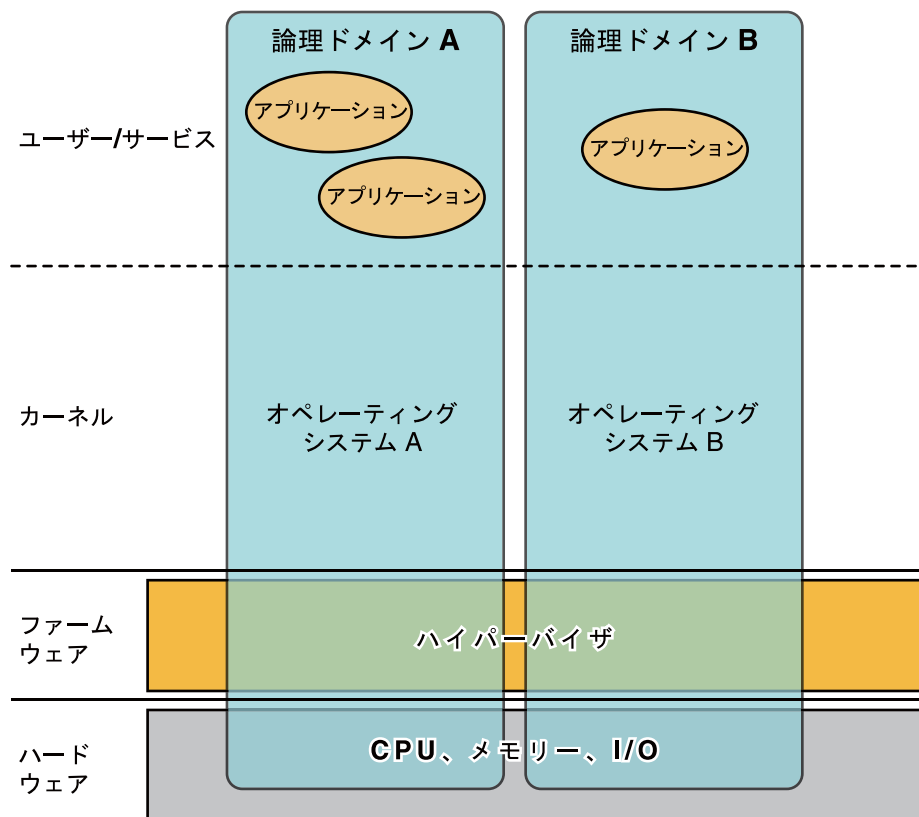 論理ドメイン A
論理ドメイン B
ユーザー/サービス
アプリケーション
アプリケーション
アプリケーション
カーネル
オペレーティング
システム A
オペレーティング
システム B
ファーム
ウェア
ハイパーバイザ
ハード
ウェア
CPU、メモリー、I/O